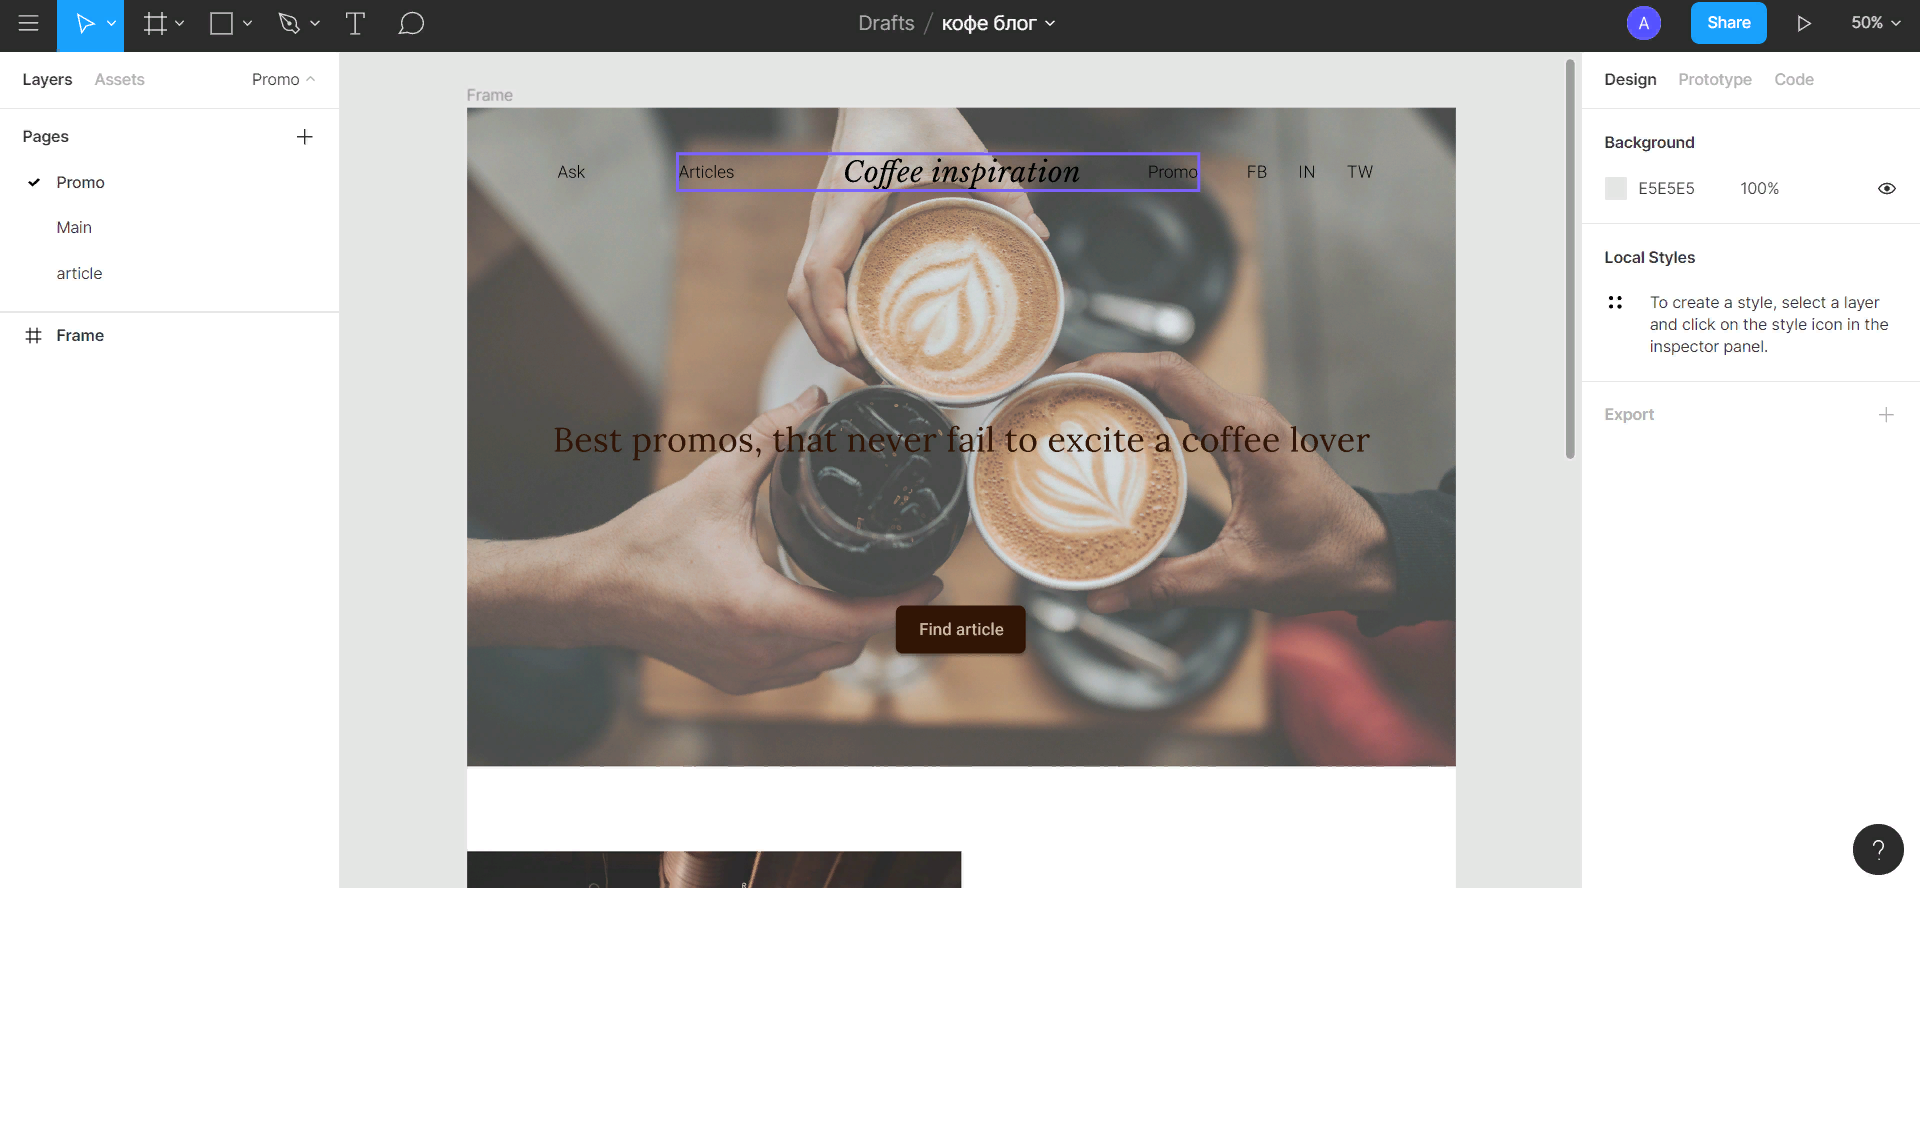 Drafts / кофе блог
A
Share
50%
Layers
Assets
Promo
Design
Prototype
Code
Pages
Promo
Main
article
Frame
Frame
Ask
Articles
Coffee inspiration
Promo
FB
IN
TW
Best promos, that never fail to excite a coffee lover
Find article
Background
E5E5E5
100%
Local Styles
To create a style, select a layer
and click on the style icon in the
inspector panel.
Export
?